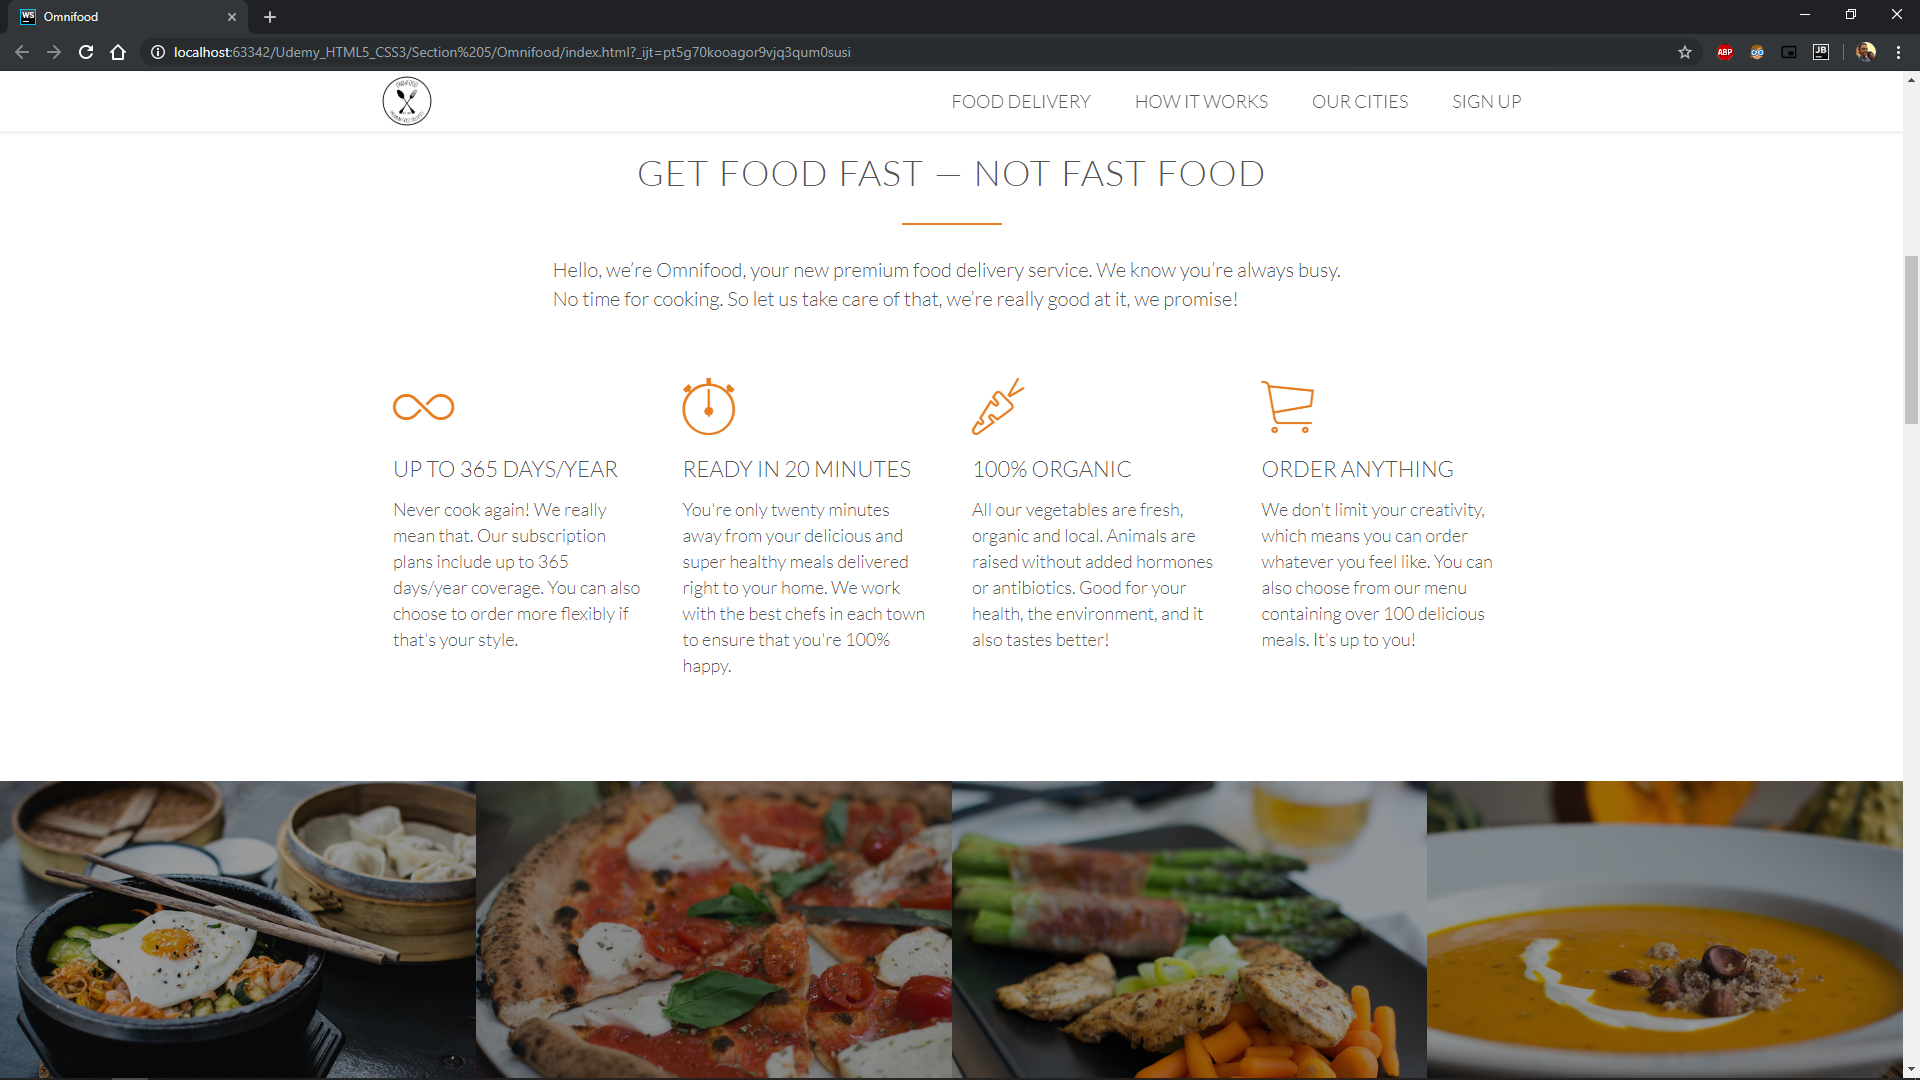 WS Omnifood
localhost:63342/Udemy_HTML5_CSS3/Section%205/Omnifood/index.html?_ijt=pt5g70kooagor9vjq3qum0susi
ABP
JB
OMNIFOOD
PREMIUM FOOD DELIVERY
FOOD DELIVERY HOW IT WORKS OUR CITIES SIGN UP
GET FOOD FAST — NOT FAST FOOD
Hello, we’re Omnifood, your new premium food delivery service. We know you’re always busy.
No time for cooking. So let us take care of that, we’re really good at it, we promise!
UP TO 365 DAYS/YEAR
Never cook again! We really
mean that. Our subscription
plans include up to 365
days/year coverage. You can also
choose to order more flexibly if
that's your style.
READY IN 20 MINUTES
You're only twenty minutes
away from your delicious and
super healthy meals delivered
right to your home. We work
with the best chefs in each town
to ensure that you're 100%
happy.
100% ORGANIC
All our vegetables are fresh,
organic and local. Animals are
raised without added hormones
or antibiotics. Good for your
health, the environment, and it
also tastes better!
ORDER ANYTHING
We don't limit your creativity,
which means you can order
whatever you feel like. You can
also choose from our menu
containing over 100 delicious
meals. It's up to you!